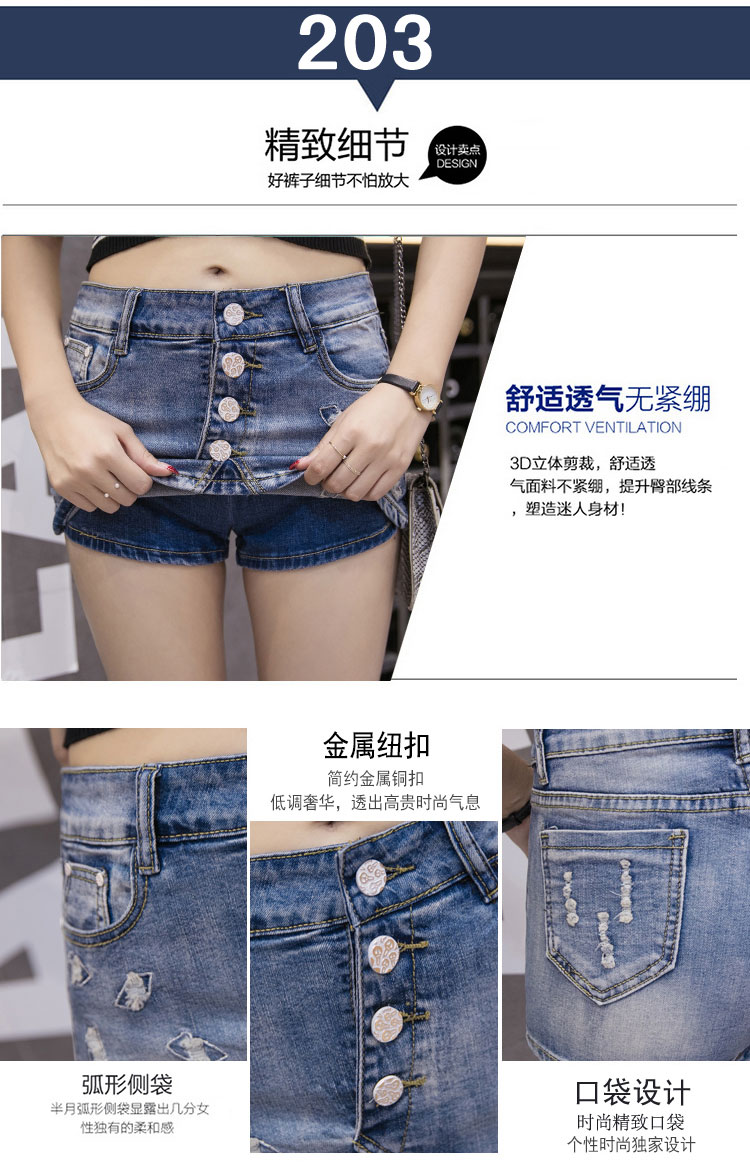 203
精致细节
好裤子细节不怕放大
设计卖点
DESIGN
舒适透气无紧绷
COMFORT VENTILATION
3D立体剪裁，舒适透
气面料不紧绷，提升臀部线条
，塑造迷人身材！
金属纽扣
简约金属铜扣
低调奢华，透出高贵时尚气息
弧形侧袋
半月弧形侧袋显露出几分女
性独有的柔和感
口袋设计
时尚精致口袋
个性时尚独家设计